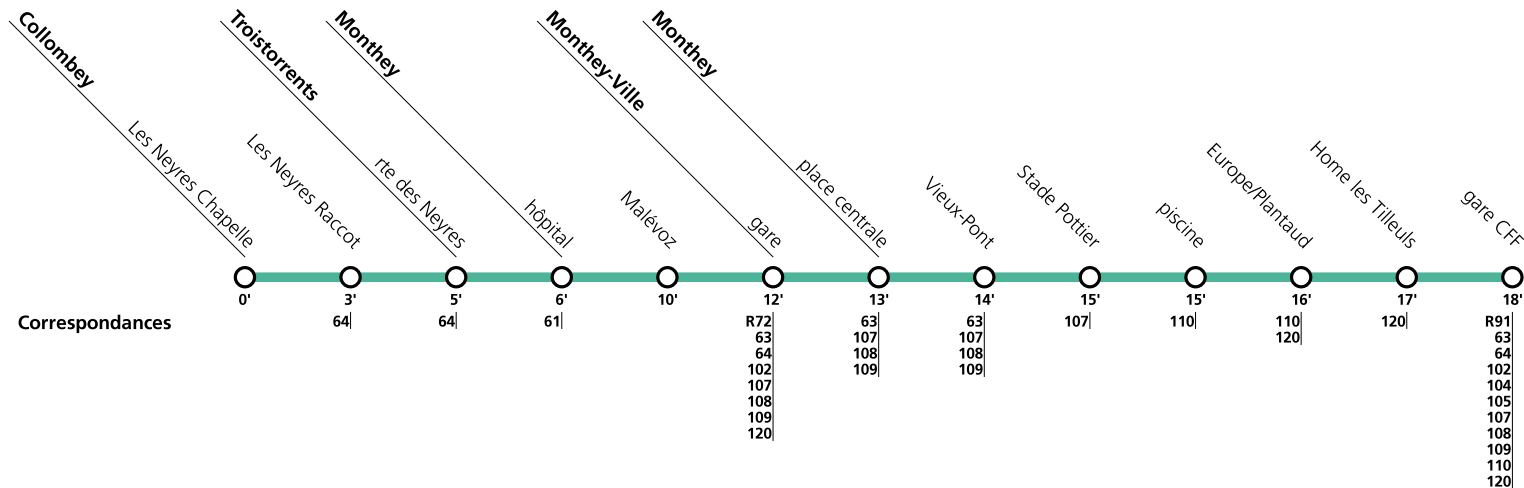 Collombey
Les Neyres Chapelle
Les Neyres Raccot
Troistorrents
rte des Neyres
Monthey
hôpital
Malévoz
Monthey-Ville
gare
Monthey
place centrale
Vieux-Pont
Stade Pottier
piscine
Europe/Plantaud
Home les Tilleuls
gare CFF
0' 3' 5' 6' 10' 12' 13' 14' 15' 15' 16' 17' 18'
Correspondances 64 64 61 R72 63 63 107 110 110 120 R91
63 107 107 120 63
64 108 108 64
102 109 109 102
107 104
108 105
109 107
120 108
109
110
120